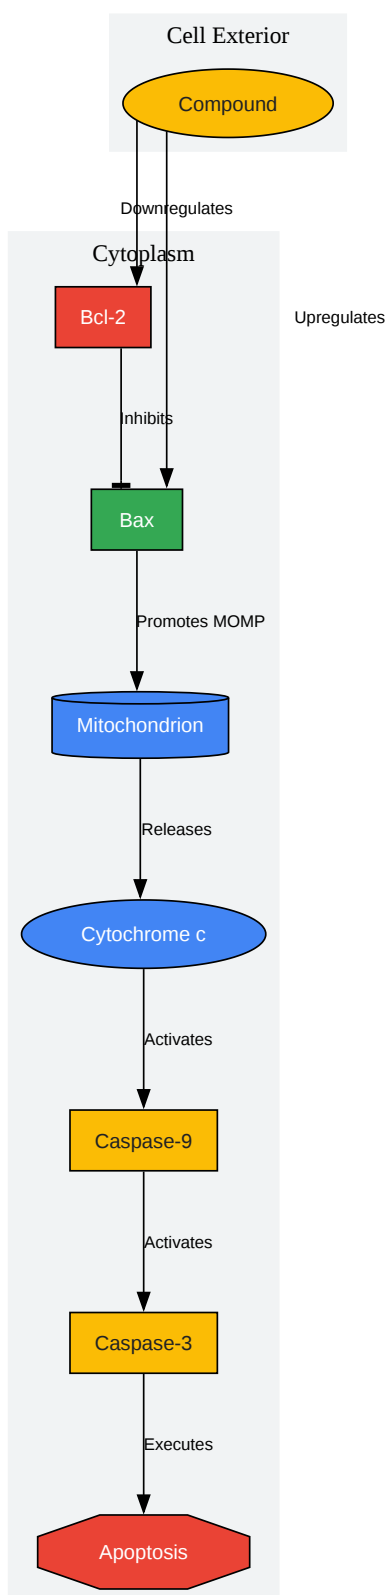 Cell Exterior
Compound
Downregulates
Cytoplasm
Bcl-2
Upregulates
Inhibits
Bax
Promotes MOMP
Mitochondrion
Releases
Cytochrome c
Activates
Caspase-9
Activates
Caspase-3
Executes
Apoptosis